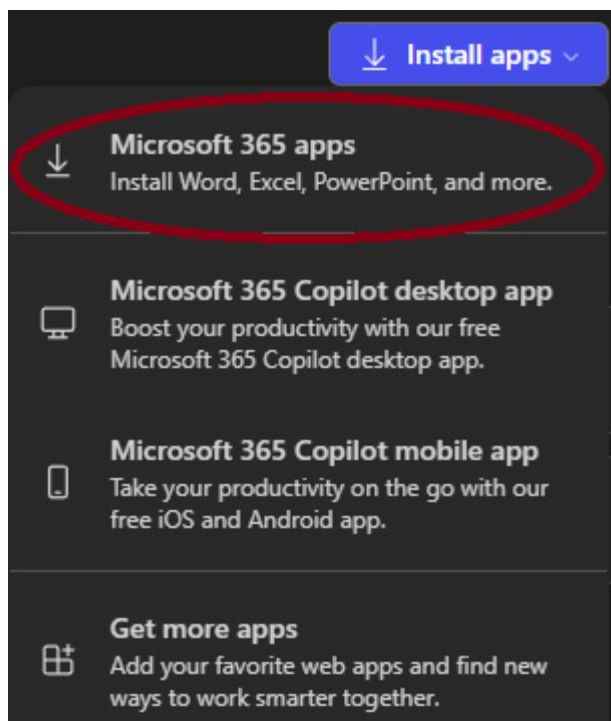 Install apps
Microsoft 365 apps
Install Word, Excel, PowerPoint, and more.
Microsoft 365 Copilot desktop app
Boost your productivity with our free
Microsoft 365 Copilot desktop app.
Microsoft 365 Copilot mobile app
Take your productivity on the go with our
free iOS and Android app.
Get more apps
Add your favorite web apps and find new
ways to work smarter together.